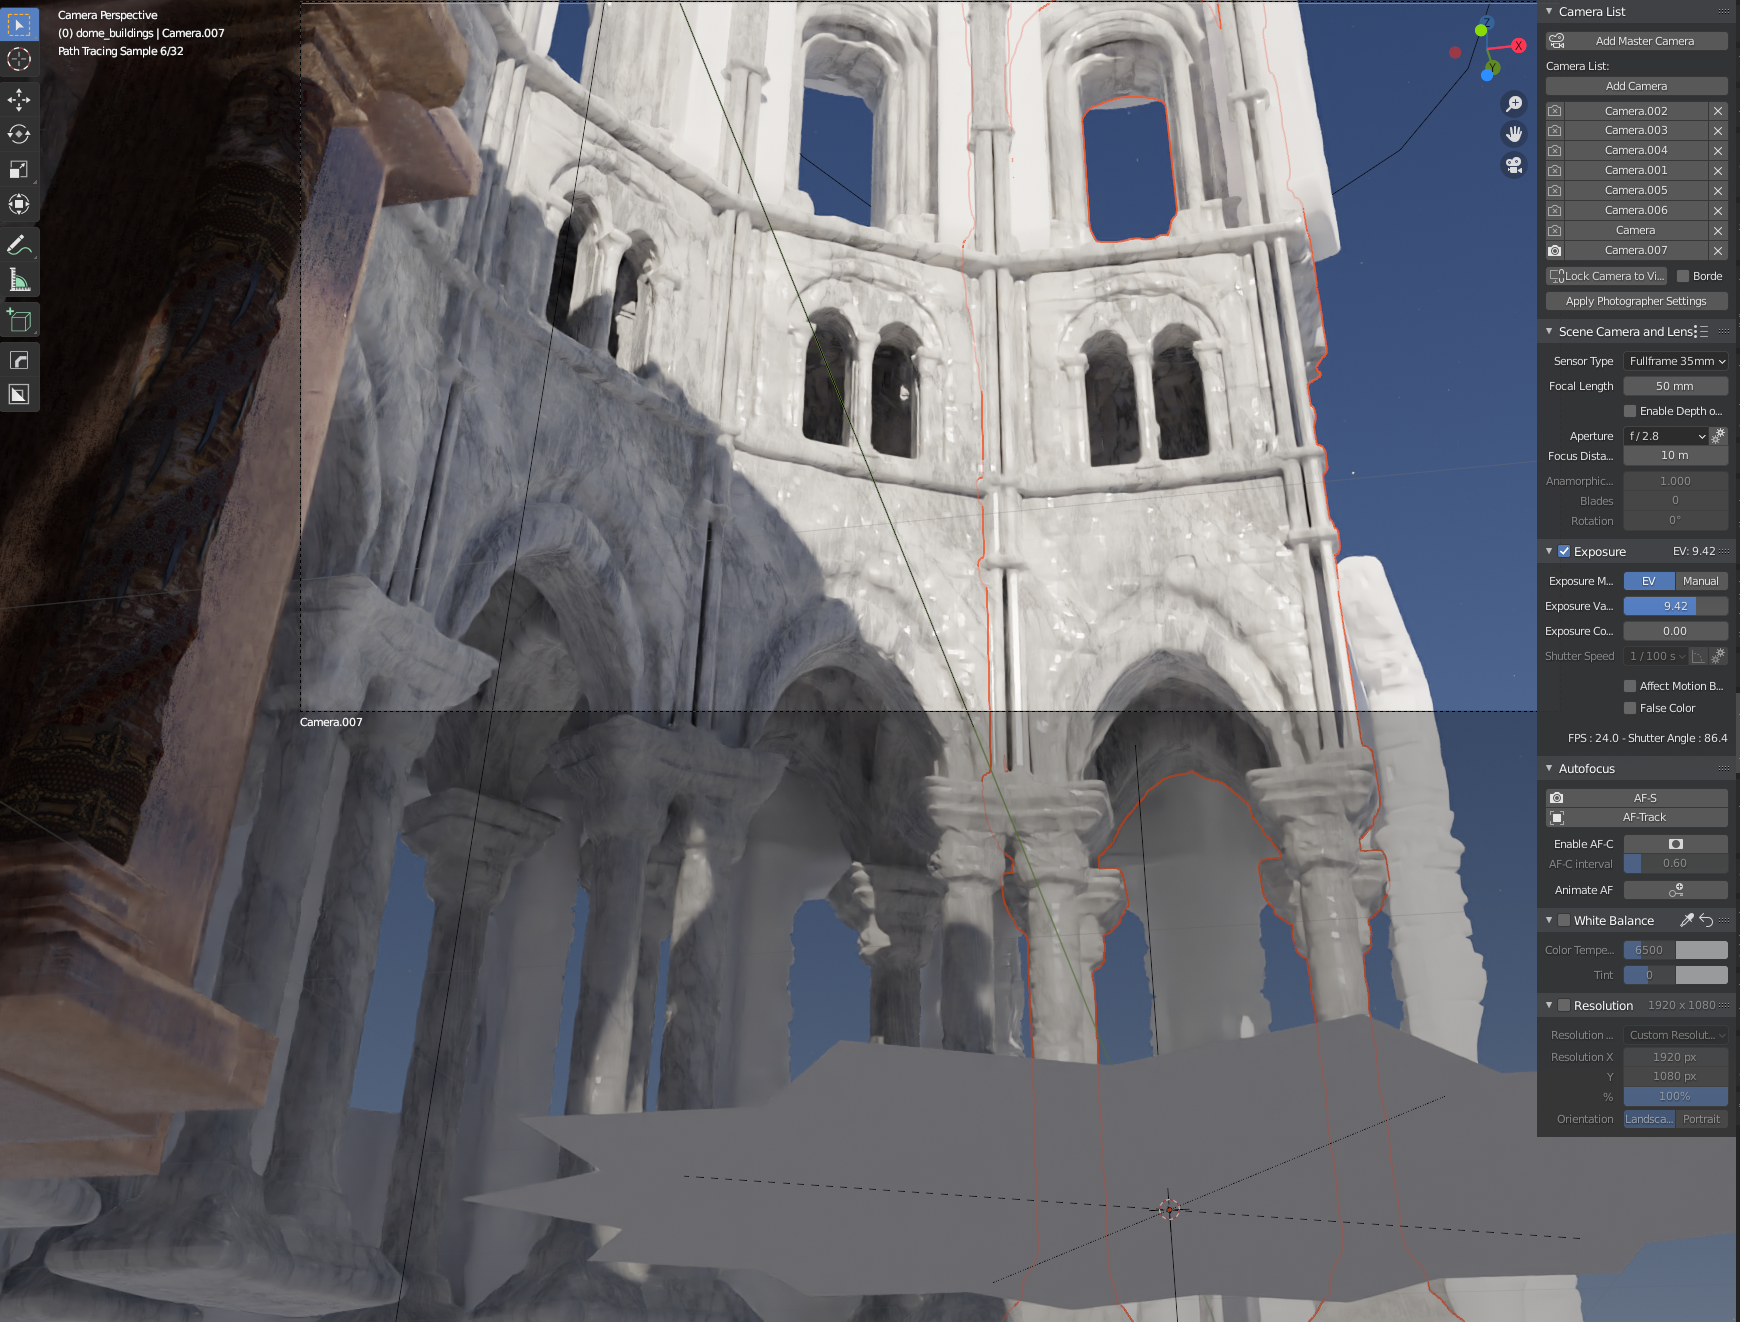 Camera Perspective
(0) dome_buildings | Camera.007
Path Tracing Sample 6/32
Z
X
Y
Camera.007
Camera List
Add Master Camera
Camera List:
Add Camera
Camera.002
Camera.003
Camera.004
Camera.001
Camera.005
Camera.006
Camera
Camera.007
Lock Camera to Vi...
Borde
Apply Photographer Settings
Scene Camera and Lens
Sensor Type Fullframe 35mm
Focal Length 50 mm
Enable Depth o...
Aperture f/2.8
Focus Dista... 10 m
Anamorphic... 1.000
Blades 0
Rotation 0°
Exposure EV: 9.42
Exposure M... EV Manual
Exposure Va... 9.42
Exposure Co... 0.00
Shutter Speed 1/100 s
Affect Motion B...
False Color
FPS : 24.0 - Shutter Angle : 86.4
Autofocus
AF-S
AF-Track
Enable AF-C
AF-C interval 0.60
Animate AF
White Balance
Color Tempe... 6500
Tint 0
Resolution 1920 x 1080
Resolution ... Custom Resolut...
Resolution X 1920 px
Y 1080 px
% 100%
Orientation Landsca... Portrait